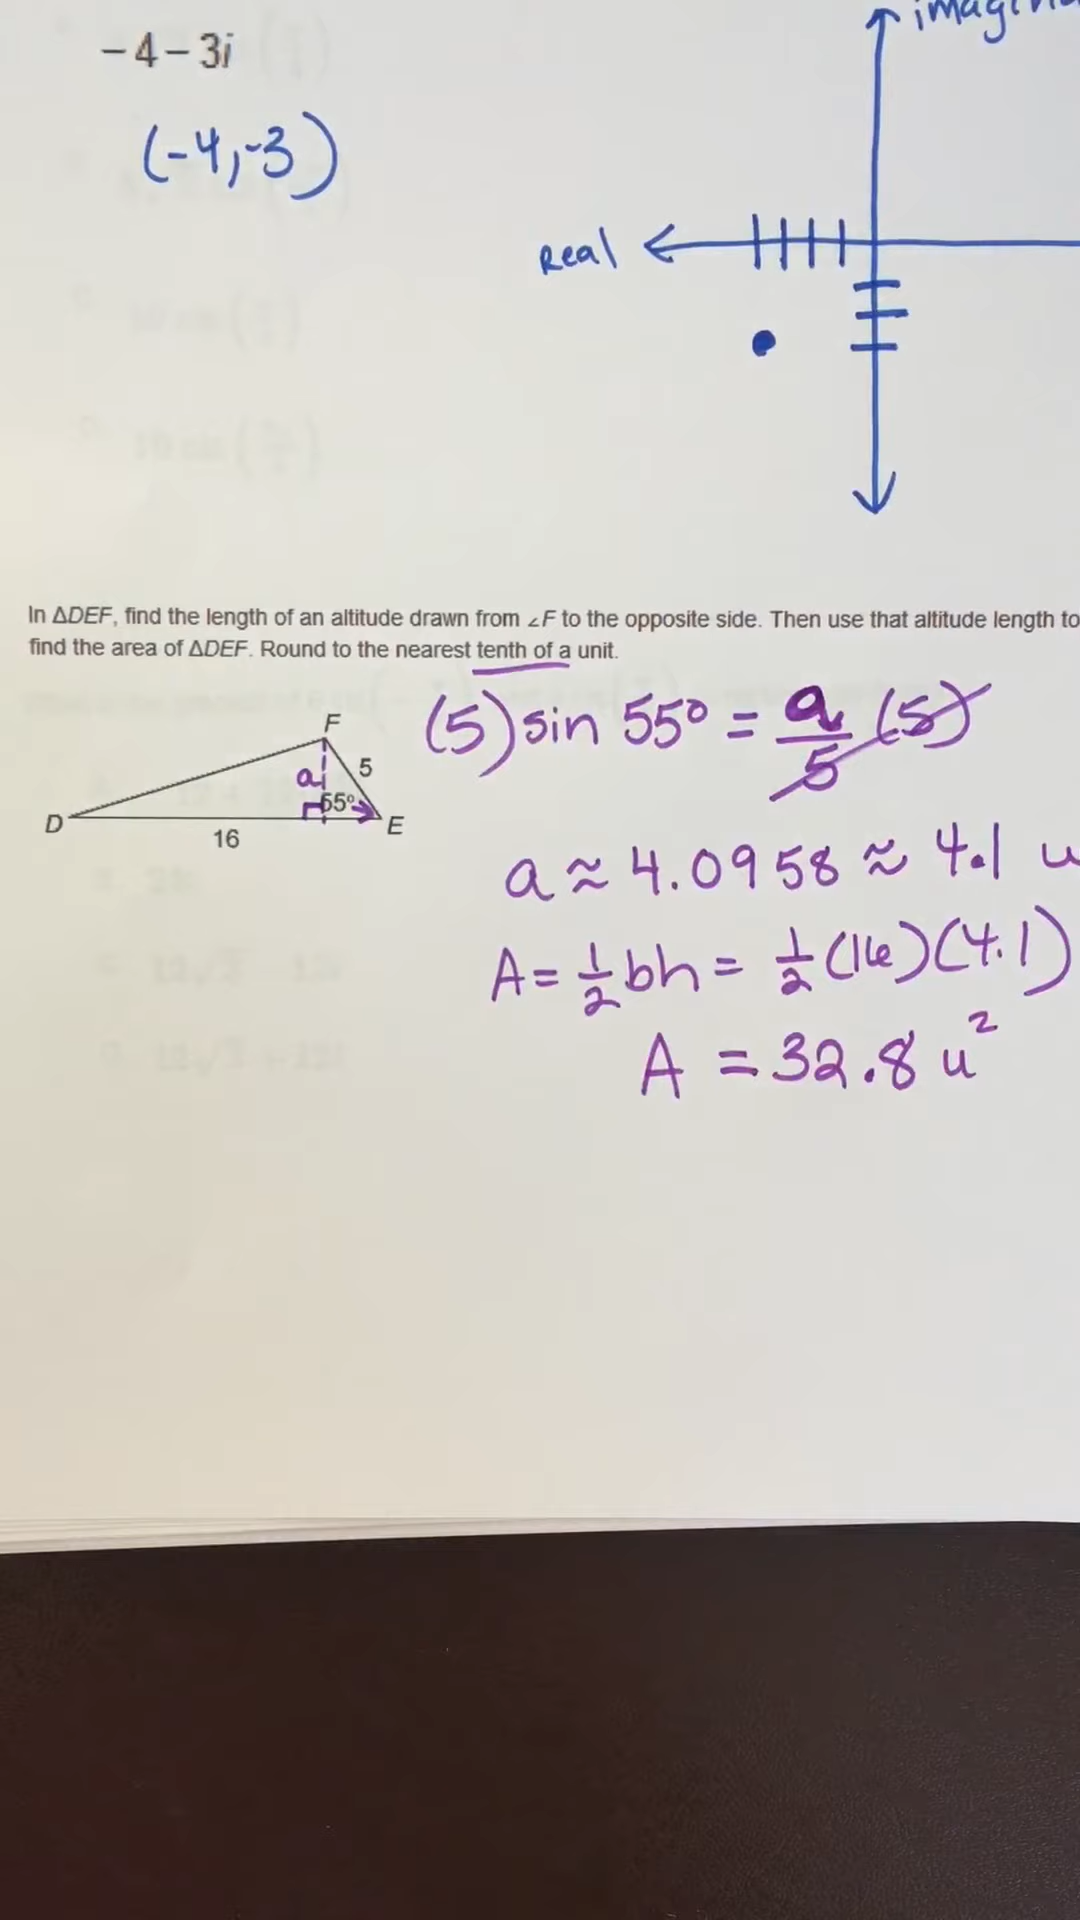 -4-3i
(-4,-3)
Real
In ΔDEF, find the length of an altitude drawn from ∠F to the opposite side. Then use that altitude length to
find the area of ΔDEF. Round to the nearest tenth of a unit.
(5) sin 55° = a/5 (5)
F
a
5
55°
D
E
16
a ≈ 4.0958 ≈ 4.1 u
A = 1/2 bh = 1/2 (16)(4.1)
A = 32.8 u²